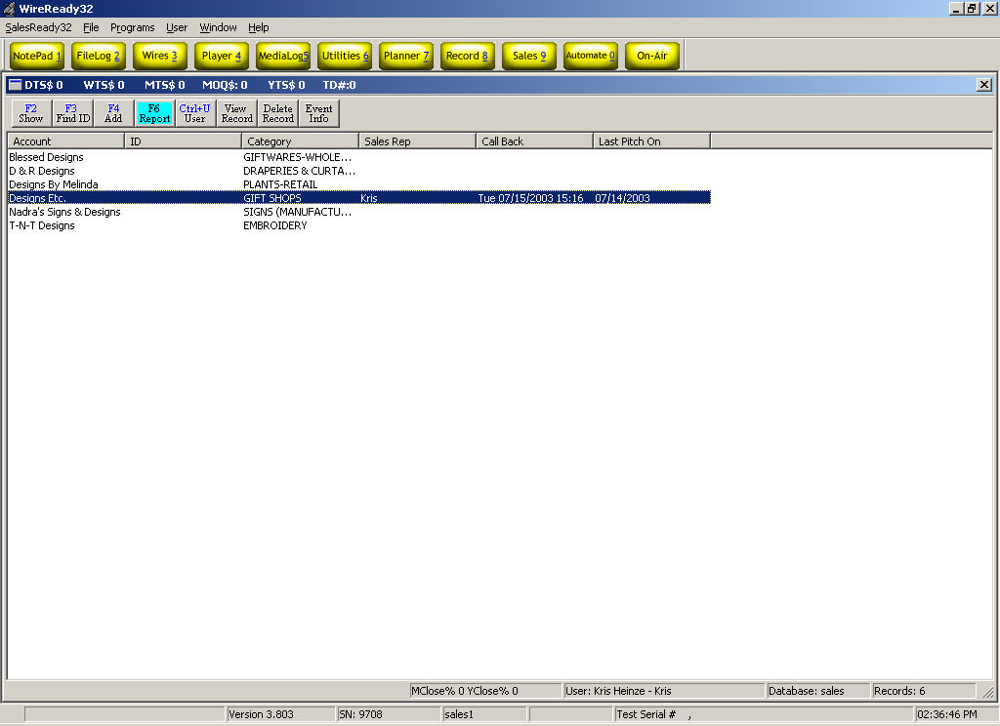 WireReady32
SalesReady32 File Programs User Window Help
NotePad 1 FileLog 2 Wires 3 Player 4 MediaLog5 Utilities 6 Planner 7 Record 8 Sales 9 Automate 0 On-Air
DTS$ 0 WTS$ 0 MTS$ 0 MOQ$: 0 YTS$ 0 TD#:0
F2 F3 F4 F6 Ctrl+U View Delete Event
Show Find ID Add Report User Record Record Info
Account ID Category Sales Rep Call Back Last Pitch On
Blessed Designs GIFTWARES-WHOLE...
D & R Designs DRAPERIES & CURTA...
Designs By Melinda PLANTS-RETAIL
Designs Etc. GIFT SHOPS Kris Tue 07/15/2003 15:16 07/14/2003
Nadra's Signs & Designs SIGNS (MANUFACTU...
T-N-T Designs EMBROIDERY
MClose% 0 YClose% 0 User: Kris Heinze - Kris Database: sales Records: 6
Version 3.803 SN: 9708 sales1 Test Serial # , 02:36:46 PM